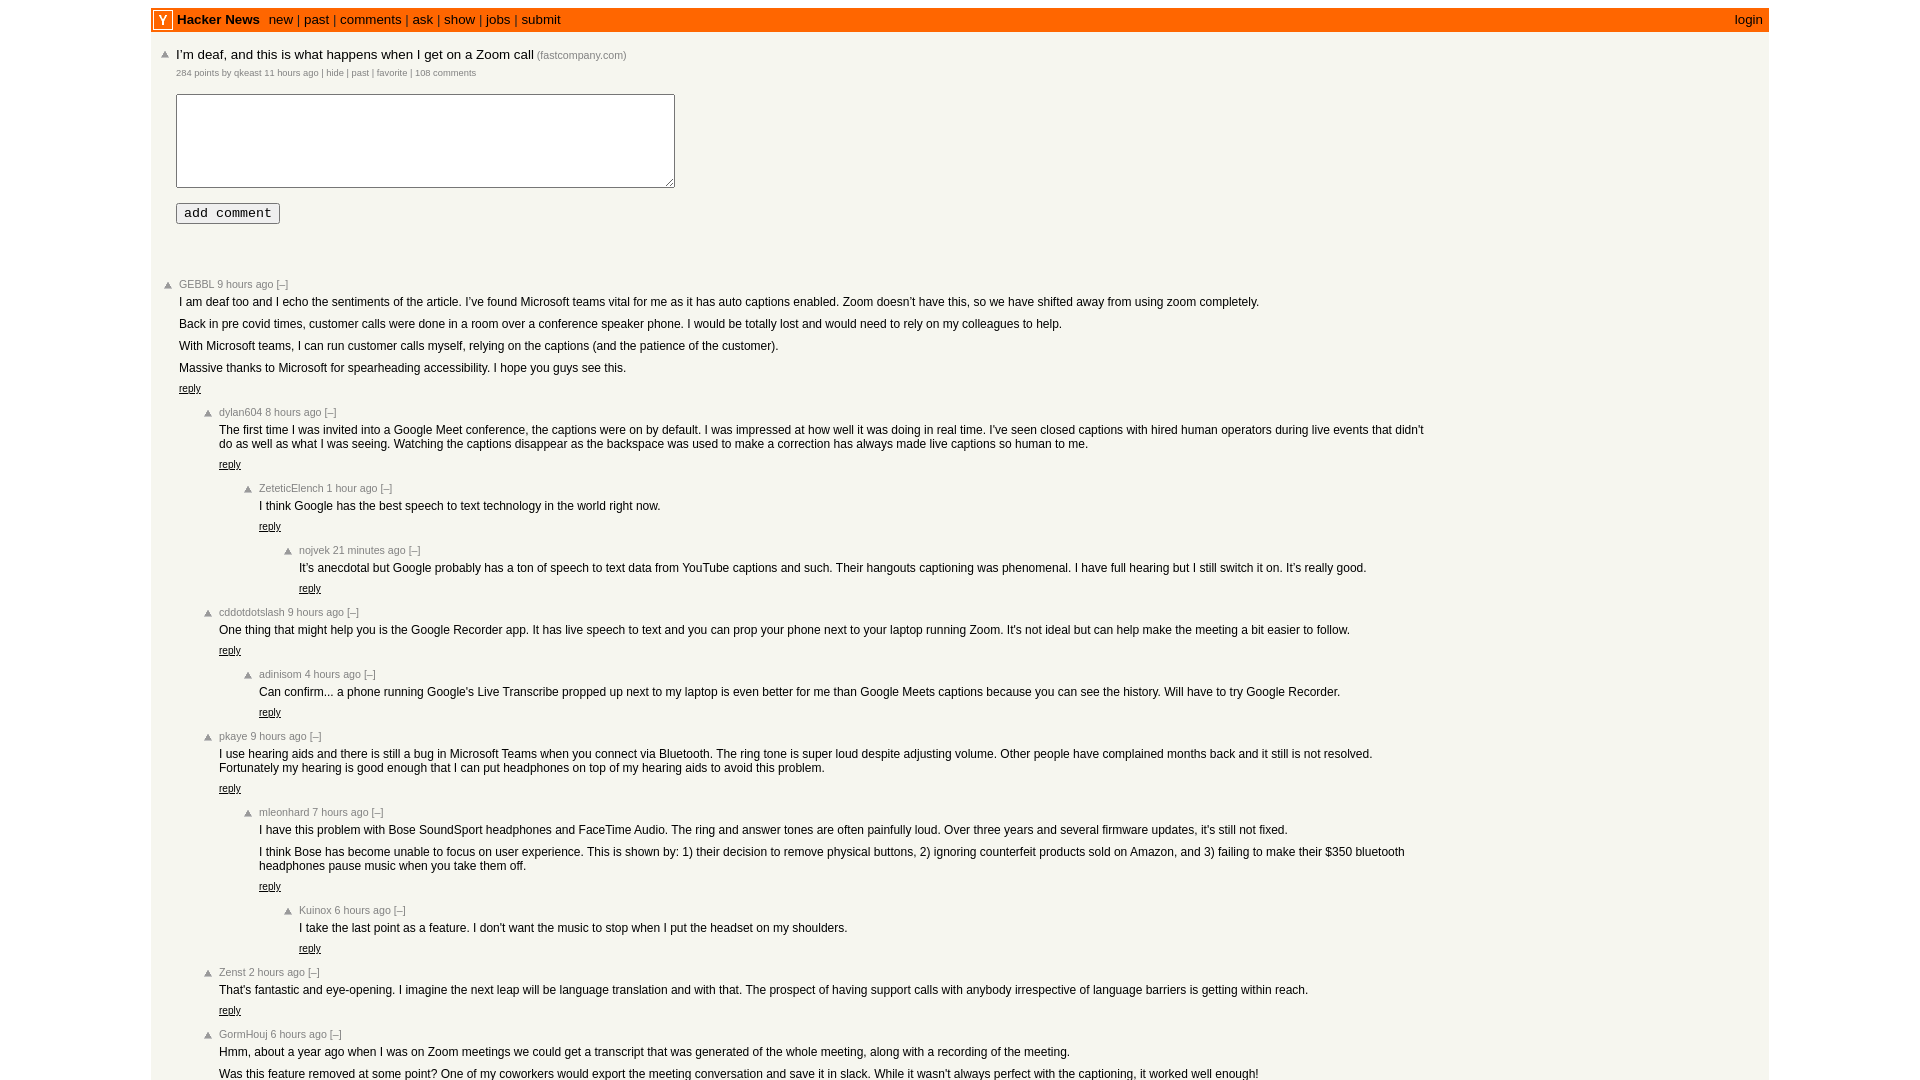 Y Hacker News new | past | comments | ask | show | jobs | submit login
I’m deaf, and this is what happens when I get on a Zoom call (fastcompany.com)
284 points by qkeast 11 hours ago | hide | past | favorite | 108 comments
add comment
GEBBL 9 hours ago [–]
I am deaf too and I echo the sentiments of the article. I’ve found Microsoft teams vital for me as it has auto captions enabled. Zoom doesn’t have this, so we have shifted away from using zoom completely.
Back in pre covid times, customer calls were done in a room over a conference speaker phone. I would be totally lost and would need to rely on my colleagues to help.
With Microsoft teams, I can run customer calls myself, relying on the captions (and the patience of the customer).
Massive thanks to Microsoft for spearheading accessibility. I hope you guys see this.
reply
dylan604 8 hours ago [–]
The first time I was invited into a Google Meet conference, the captions were on by default. I was impressed at how well it was doing in real time. I've seen closed captions with hired human operators during live events that didn't
do as well as what I was seeing. Watching the captions disappear as the backspace was used to make a correction has always made live captions so human to me.
reply
ZeteticElench 1 hour ago [–]
I think Google has the best speech to text technology in the world right now.
reply
nojvek 21 minutes ago [–]
It’s anecdotal but Google probably has a ton of speech to text data from YouTube captions and such. Their hangouts captioning was phenomenal. I have full hearing but I still switch it on. It’s really good.
reply
cddotdotslash 9 hours ago [–]
One thing that might help you is the Google Recorder app. It has live speech to text and you can prop your phone next to your laptop running Zoom. It's not ideal but can help make the meeting a bit easier to follow.
reply
adinisom 4 hours ago [–]
Can confirm... a phone running Google's Live Transcribe propped up next to my laptop is even better for me than Google Meets captions because you can see the history. Will have to try Google Recorder.
reply
pkaye 9 hours ago [–]
I use hearing aids and there is still a bug in Microsoft Teams when you connect via Bluetooth. The ring tone is super loud despite adjusting volume. Other people have complained months back and it still is not resolved.
Fortunately my hearing is good enough that I can put headphones on top of my hearing aids to avoid this problem.
reply
mleonhard 7 hours ago [–]
I have this problem with Bose SoundSport headphones and FaceTime Audio. The ring and answer tones are often painfully loud. Over three years and several firmware updates, it's still not fixed.
I think Bose has become unable to focus on user experience. This is shown by: 1) their decision to remove physical buttons, 2) ignoring counterfeit products sold on Amazon, and 3) failing to make their $350 bluetooth
headphones pause music when you take them off.
reply
Kuinox 6 hours ago [–]
I take the last point as a feature. I don't want the music to stop when I put the headset on my shoulders.
reply
Zenst 2 hours ago [–]
That's fantastic and eye-opening. I imagine the next leap will be language translation and with that. The prospect of having support calls with anybody irrespective of language barriers is getting within reach.
reply
GormHouj 6 hours ago [–]
Hmm, about a year ago when I was on Zoom meetings we could get a transcript that was generated of the whole meeting, along with a recording of the meeting.
Was this feature removed at some point? One of my coworkers would export the meeting conversation and save it in slack. While it wasn't always perfect with the captioning, it worked well enough!